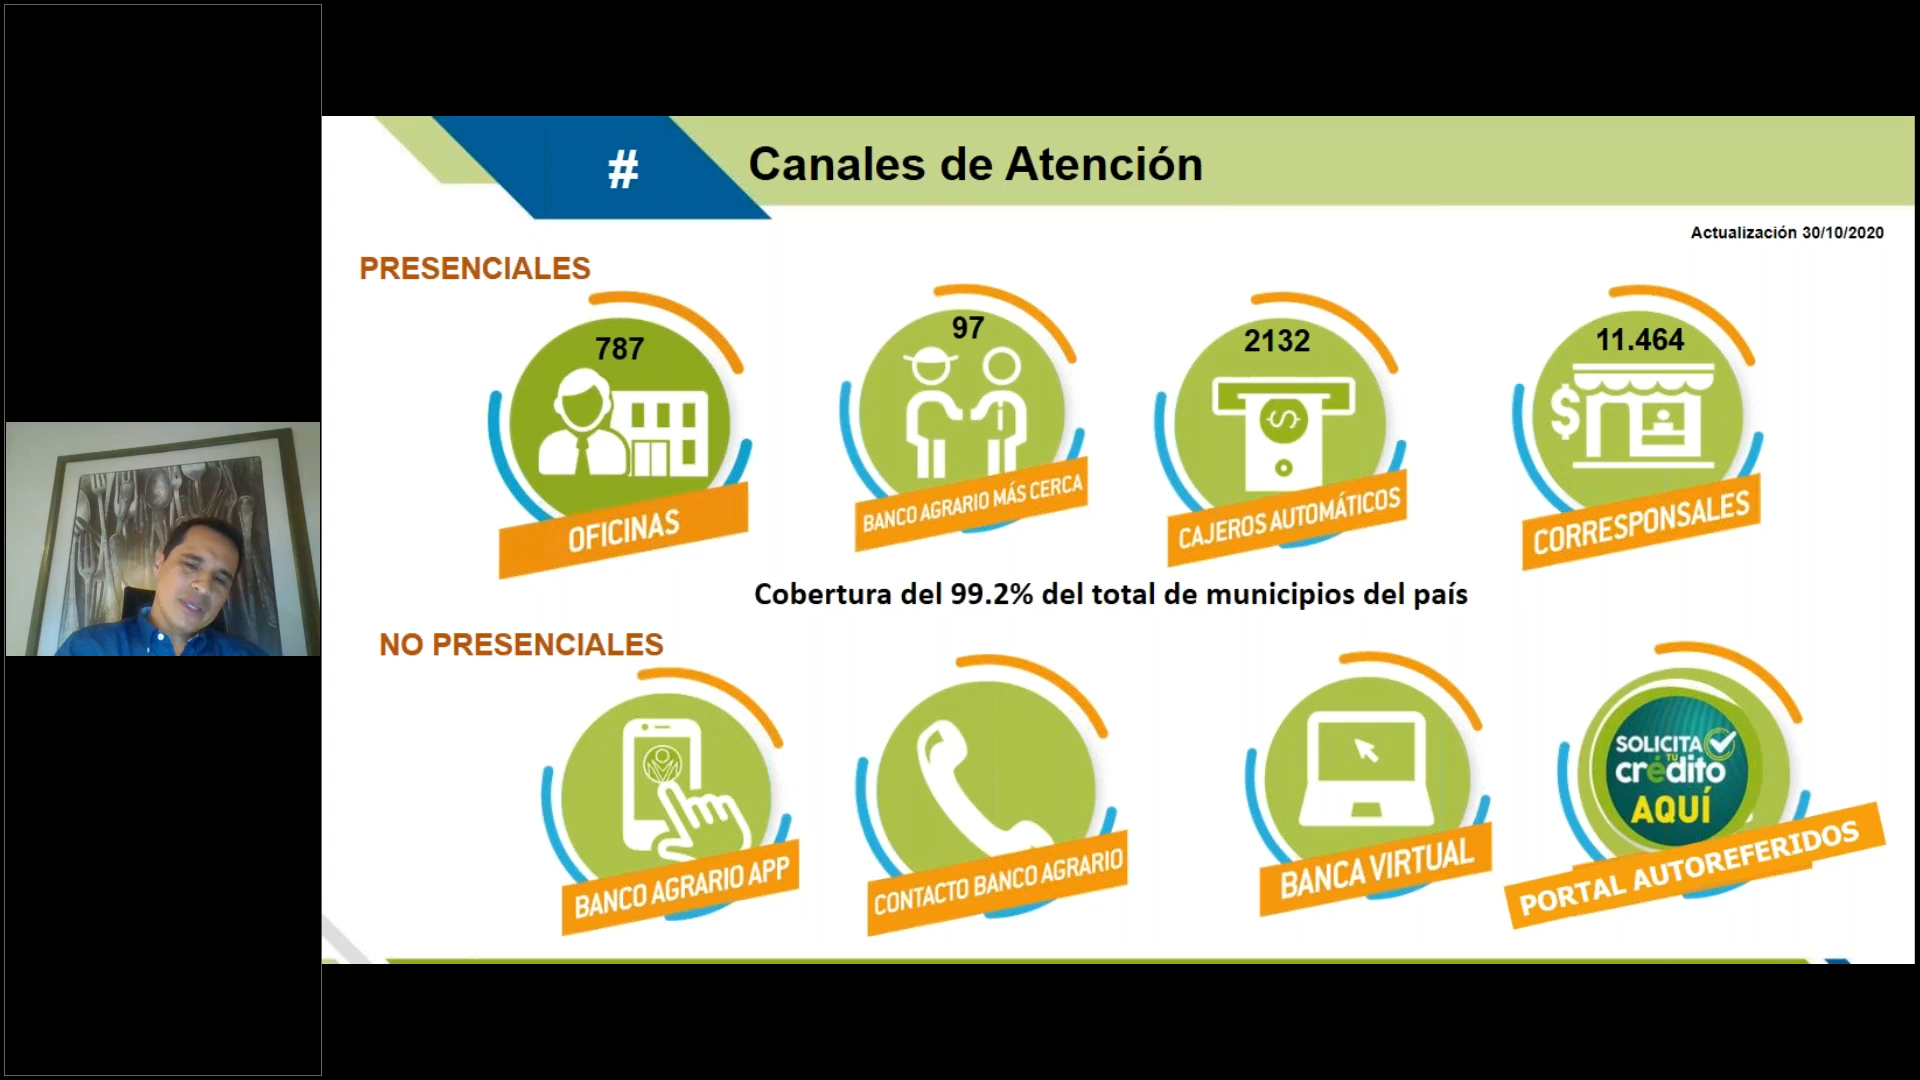 #
Canales de Atención
Actualización 30/10/2020
PRESENCIALES
787
OFICINAS
97
BANCO AGRARIO MÁS CERCA
2132
CAJEROS AUTOMÁTICOS
11.464
$
CORRESPONSALES
Cobertura del 99.2% del total de municipios del país
NO PRESENCIALES
BANCO AGRARIO APP
CONTACTO BANCO AGRARIO
BANCA VIRTUAL
SOLICITA
TU
crédito
AQUÍ
PORTAL AUTOREFERIDOS